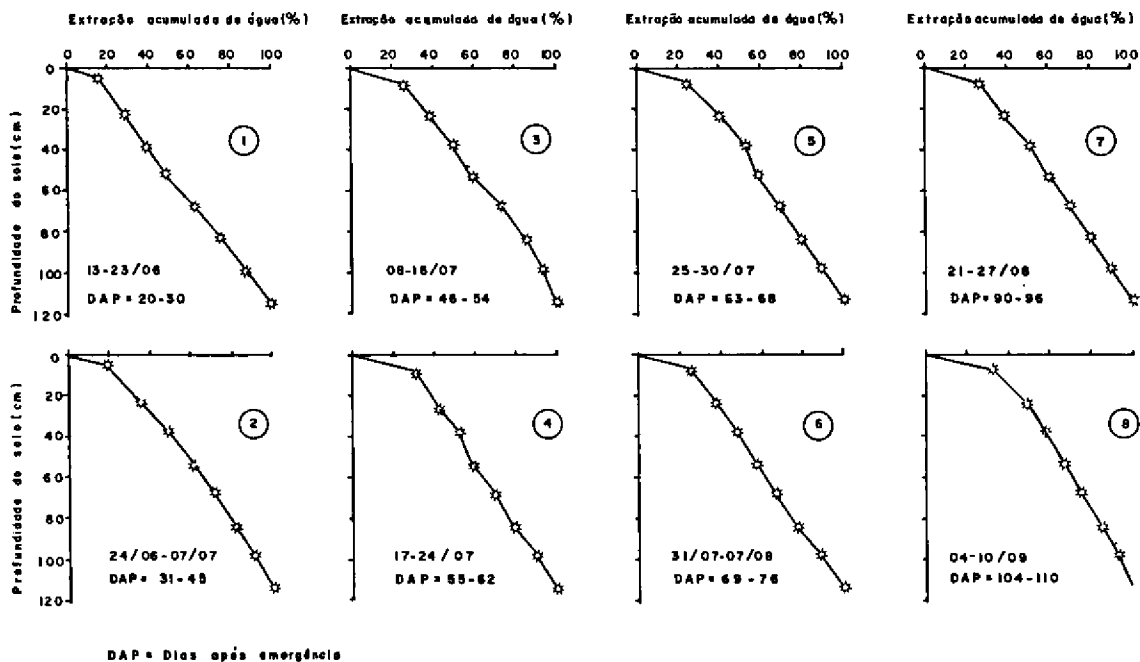 Extração acumulada de água (%)
Extração acumulada de água (%)
Extração acumulada de água (%)
Extração acumulada de água (%)
0 20 40 60 80 100
0 20 40 60 80 100
0 20 40 60 80 100
0 20 40 60 80 100
Profundidade do solo (cm)
0
20
40
60
80
100
120
1
13-23/06
DAP = 20-30
3
08-16/07
DAP = 46-54
5
25-30/07
DAP = 63-68
7
21-27/08
DAP = 90-96
Profundidade do solo (cm)
0
20
40
60
80
100
120
2
24/06-07/07
DAP = 31-45
4
17-24/07
DAP = 55-62
6
31/07-07/08
DAP = 69-76
8
04-10/09
DAP = 104-110
DAP = Dias após emergência